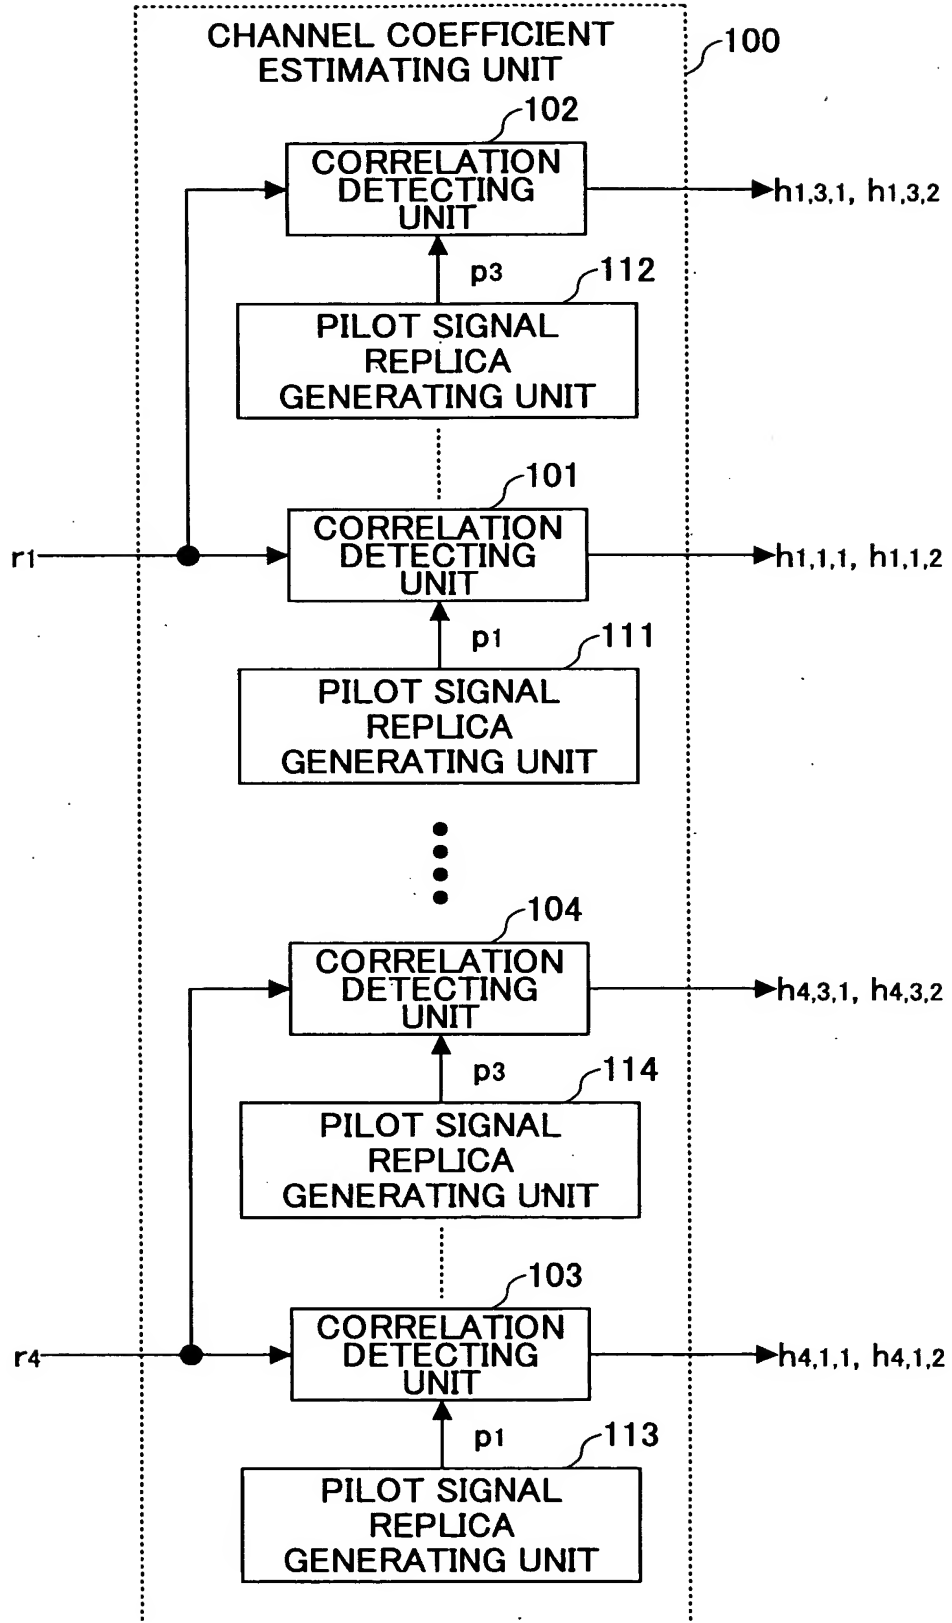 CHANNEL COEFFICIENT
ESTIMATING UNIT
100
102
CORRELATION
DETECTING
UNIT
h1,3,1, h1,3,2
p3
112
PILOT SIGNAL
REPLICA
GENERATING UNIT
101
CORRELATION
DETECTING
UNIT
r1
h1,1,1, h1,1,2
p1
111
PILOT SIGNAL
REPLICA
GENERATING UNIT
104
CORRELATION
DETECTING
UNIT
h4,3,1, h4,3,2
p3
114
PILOT SIGNAL
REPLICA
GENERATING UNIT
103
CORRELATION
DETECTING
UNIT
r4
h4,1,1, h4,1,2
p1
113
PILOT SIGNAL
REPLICA
GENERATING UNIT